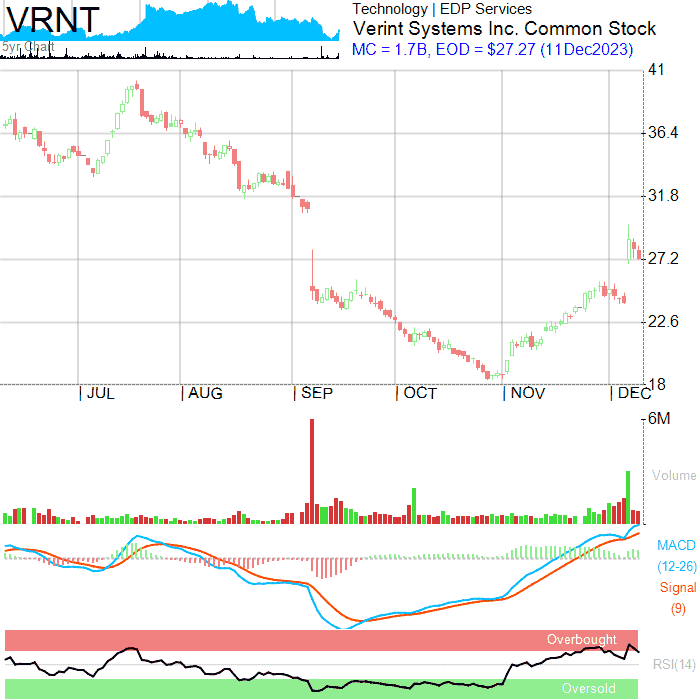 VRNT
5yr Chart
Technology | EDP Services
Verint Systems Inc. Common Stock
MC = 1.7B, EOD = $27.27 (11Dec2023)
41
36.4
31.8
27.2
22.6
18
| JUL | AUG | SEP | OCT | NOV | DEC
6M
Volume
MACD
(12-26)
Signal
(9)
Overbought
RSI(14)
Oversold